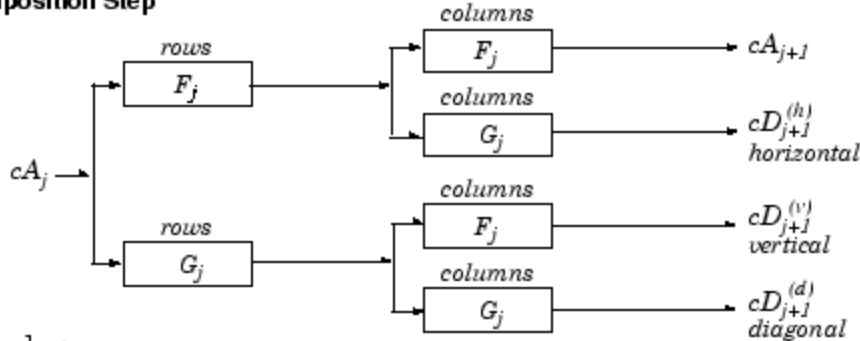 Step
columns
rows
F_j
cA_{j+1}
F_j
columns
G_j
cD_{j+1}^{(h)}
horizontal
cA_j
columns
rows
F_j
cD_{j+1}^{(v)}
vertical
G_j
columns
G_j
cD_{j+1}^{(d)}
diagonal